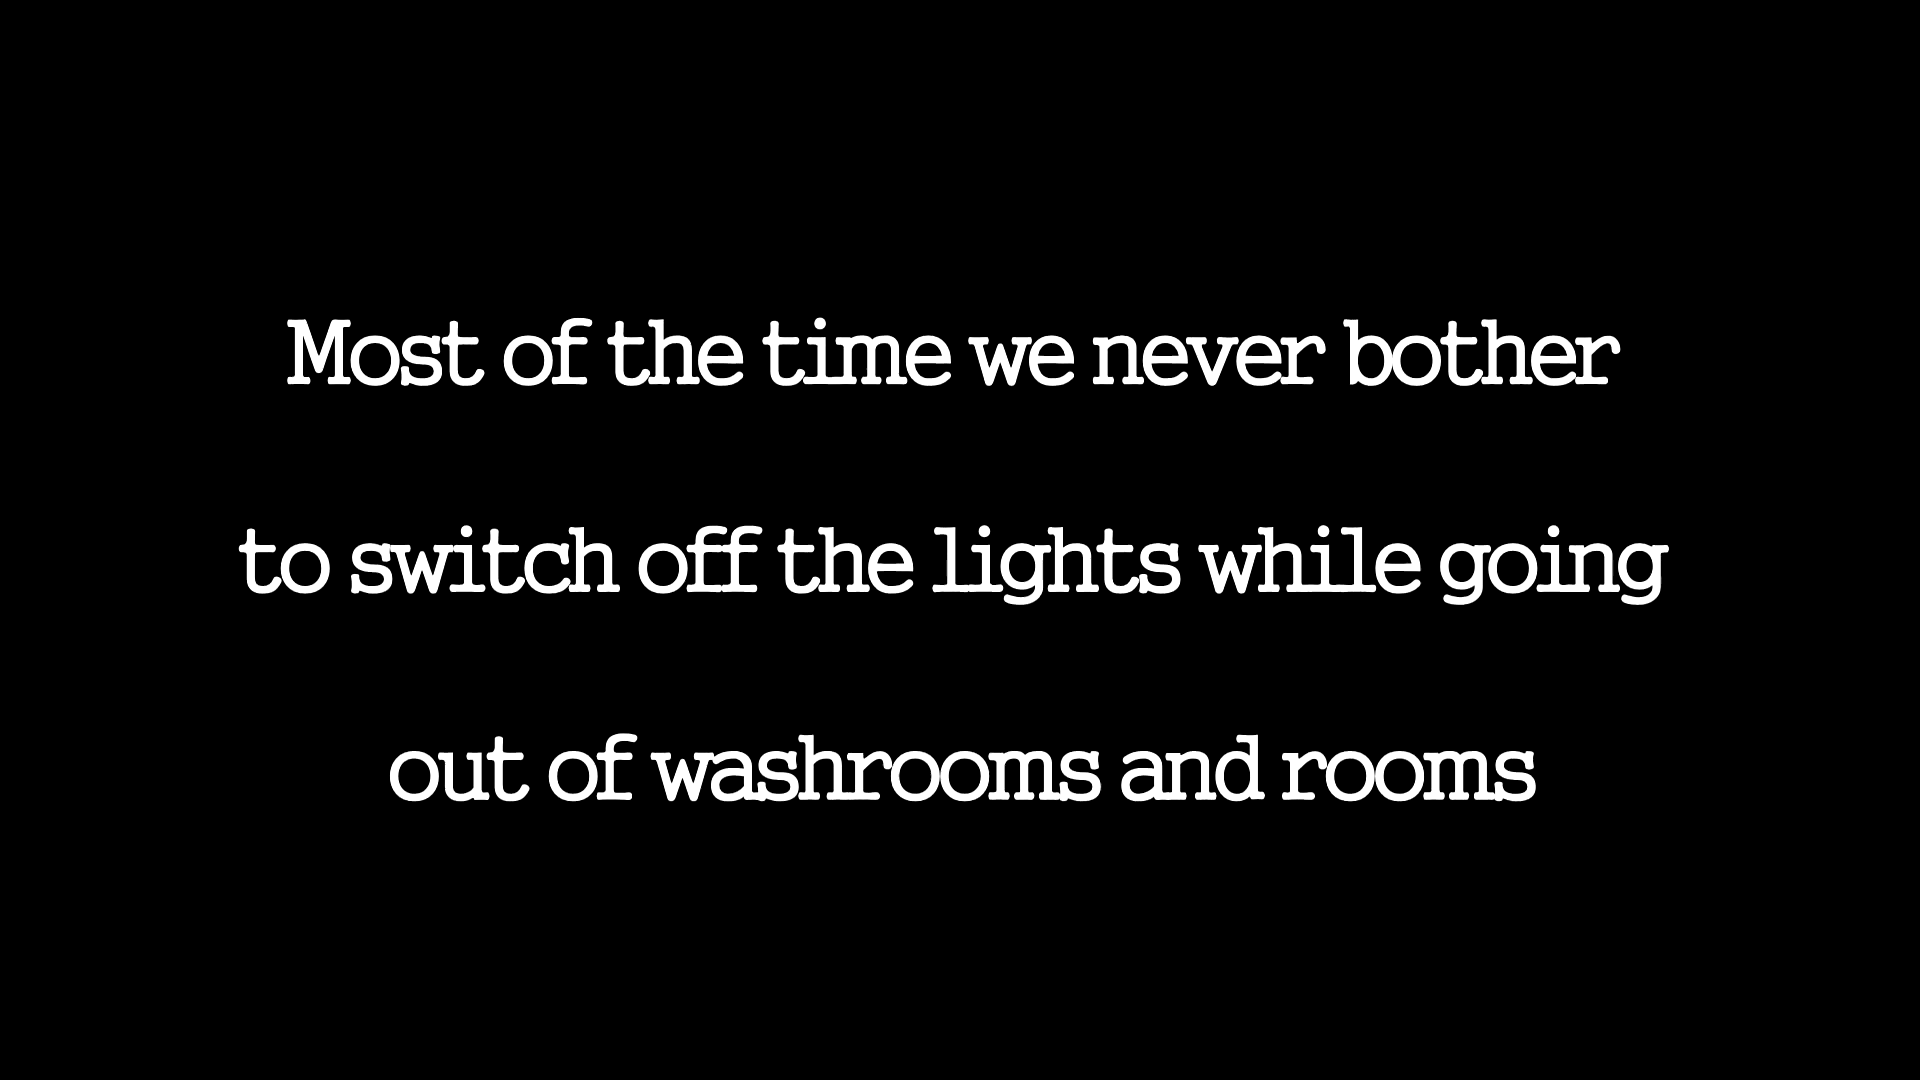 Most of the time we never bother
to switch off the lights while going
out of washrooms and rooms